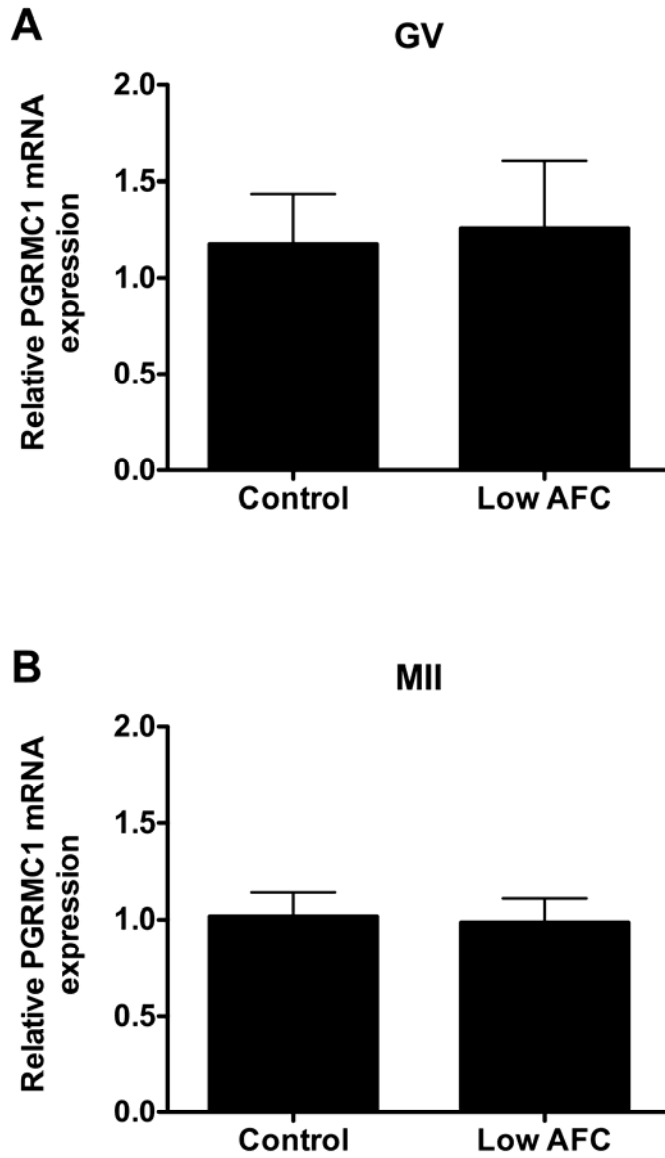 A
GV
Relative PGRMC1 mRNA
expression
2.0
1.5
1.0
0.5
0.0
Control
Low AFC
B
MII
Relative PGRMC1 mRNA
expression
2.0
1.5
1.0
0.5
0.0
Control
Low AFC